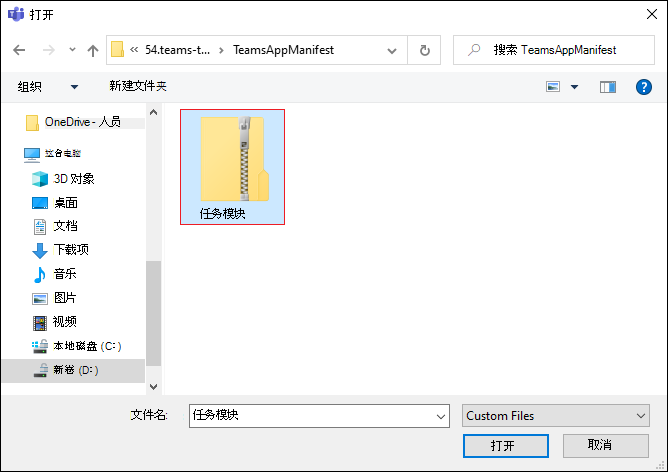 打开
« 54.teams-t... › TeamsAppManifest
搜索 TeamsAppManifest
组织
新建文件夹
OneDrive - 人员
这台电脑
3D 对象
桌面
文档
下载项
音乐
图片
视频
本地磁盘 (C:)
新卷 (D:)
任务模块
文件名:
任务模块
Custom Files
打开
取消